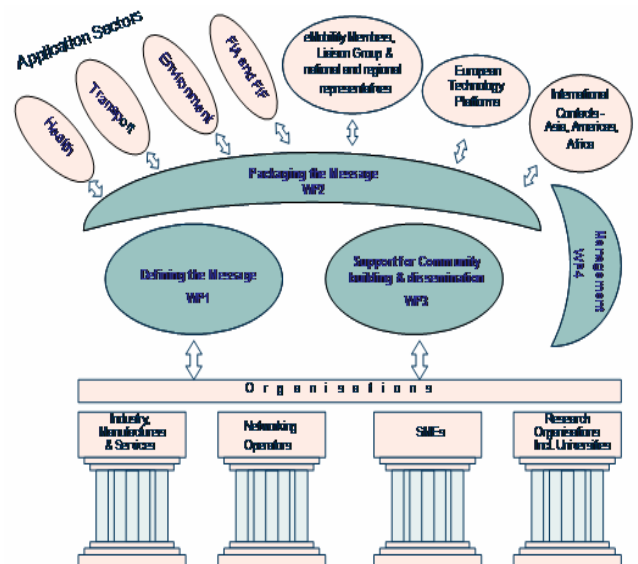 Application Sectors
Health
Transport
Environment
FIA and FIF
eMobility Members,
Liaison Group &
national and regional
representatives
European
Technology
Platforms
International
Contacts -
Asia, Americas,
Africa
Packaging the Message
WP2
Defining the Message
WP1
Support for Community
building & dissemination
WP3
Management
WP4
Organisations
Industry,
Manufacturers
& Services
Networking
Operators
SMEs
Research
Organisations
Incl. Universities